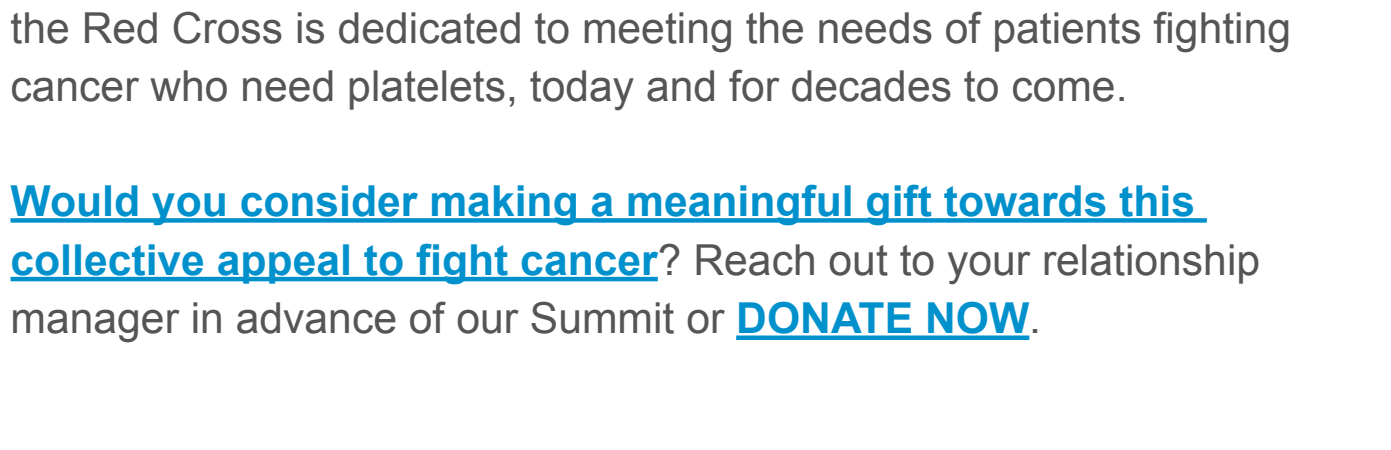 the Red Cross is dedicated to meeting the needs of patients fighting
cancer who need platelets, today and for decades to come.
Would you consider making a meaningful gift towards this
collective appeal to fight cancer? Reach out to your relationship
manager in advance of our Summit or DONATE NOW.